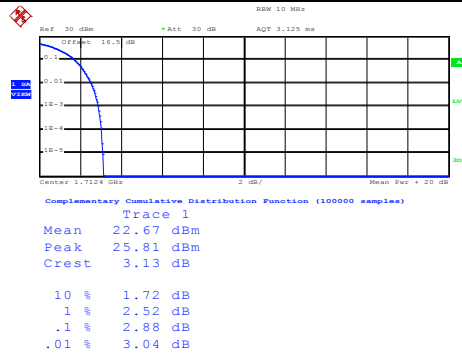 RBW 10 MHz
Ref 30 dBm *Att 30 dB AQT 3.125 ms
Offset 16.5 dB
0.1
A
1 SA
VIEW
0.01
1E-3
LV
1E-4
1E-5
3D
Center 1.7124 GHz 2 dB/ Mean Pwr + 20 dB
Complementary Cumulative Distribution Function (100000 samples)
Trace 1
Mean 22.67 dBm
Peak 25.81 dBm
Crest 3.13 dB
10 % 1.72 dB
1 % 2.52 dB
.1 % 2.88 dB
.01 % 3.04 dB